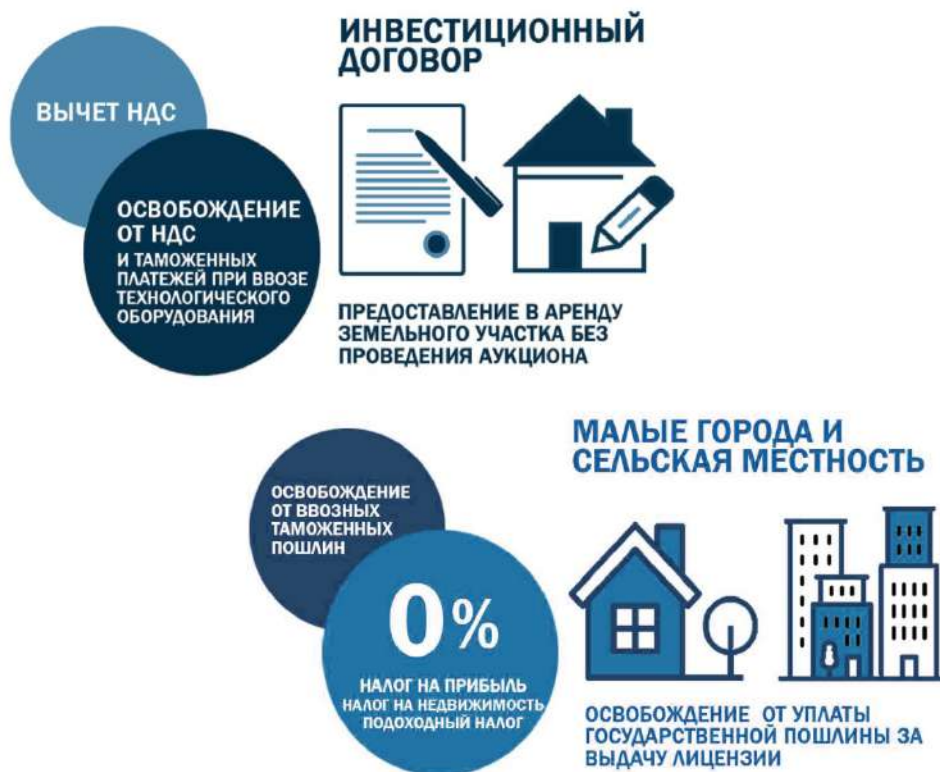 ИНВЕСТИЦИОННЫЙ
ДОГОВОР
ВЫЧЕТ НДС
ОСВОБОЖДЕНИЕ
ОТ НДС
И ТАМОЖЕННЫХ
ПЛАТЕЖЕЙ ПРИ ВВОЗЕ
ТЕХНОЛОГИЧЕСКОГО
ОБОРУДОВАНИЯ
ПРЕДОСТАВЛЕНИЕ В АРЕНДУ
ЗЕМЕЛЬНОГО УЧАСТКА БЕЗ
ПРОВЕДЕНИЯ АУКЦИОНА
МАЛЫЕ ГОРОДА И
СЕЛЬСКАЯ МЕСТНОСТЬ
ОСВОБОЖДЕНИЕ
ОТ ВВОЗНЫХ
ТАМОЖЕННЫХ
ПОШЛИН
0%
НАЛОГ НА ПРИБЫЛЬ
НАЛОГ НА НЕДВИЖИМОСТЬ
ПОДОХОДНЫЙ НАЛОГ
ОСВОБОЖДЕНИЕ ОТ УПЛАТЫ
ГОСУДАРСТВЕННОЙ ПОШЛИНЫ ЗА
ВЫДАЧУ ЛИЦЕНЗИИ